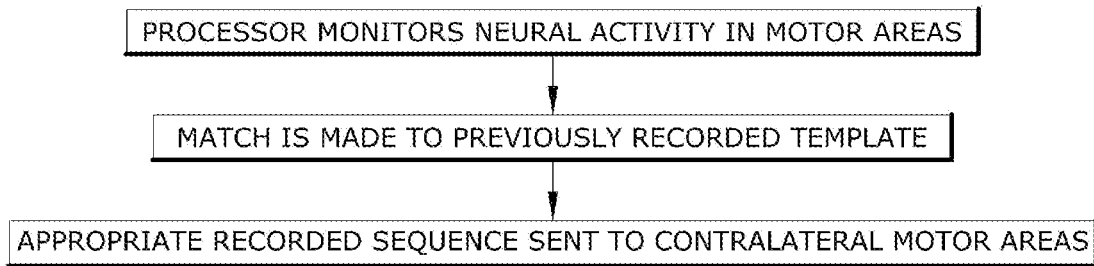 PROCESSOR MONITORS NEURAL ACTIVITY IN MOTOR AREAS
MATCH IS MADE TO PREVIOUSLY RECORDED TEMPLATE
APPROPRIATE RECORDED SEQUENCE SENT TO CONTRALATERAL MOTOR AREAS